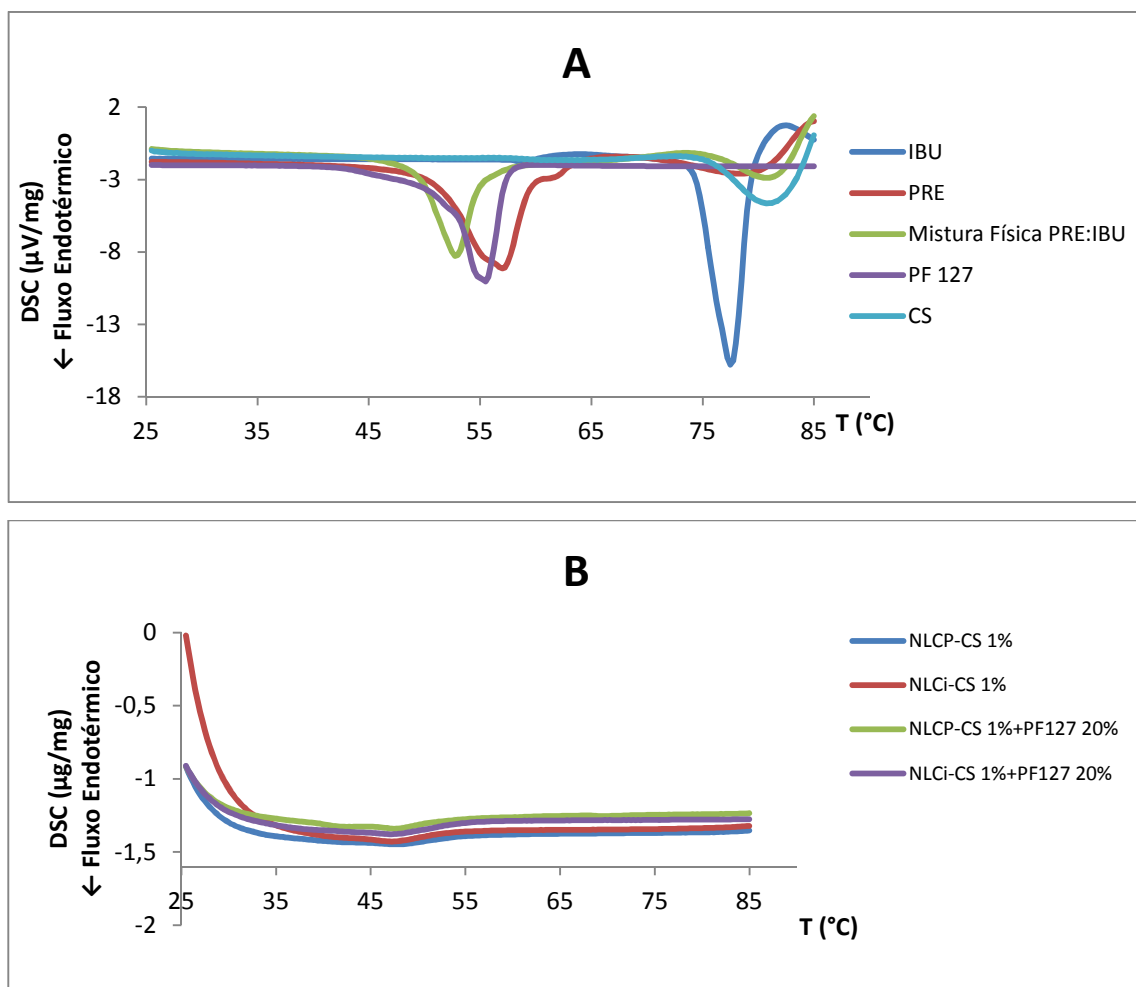 A
DSC (µV/mg)
← Fluxo Endotérmico
2
-3
-8
-13
-18
25
35
45
55
65
75
85
T (°C)
IBU
PRE
Mistura Física PRE:IBU
PF 127
CS
B
DSC (µg/mg)
← Fluxo Endotérmico
0
-0,5
-1
-1,5
-2
25
35
45
55
65
75
85
T (°C)
NLCP-CS 1%
NLCi-CS 1%
NLCP-CS 1%+PF127 20%
NLCi-CS 1%+PF127 20%